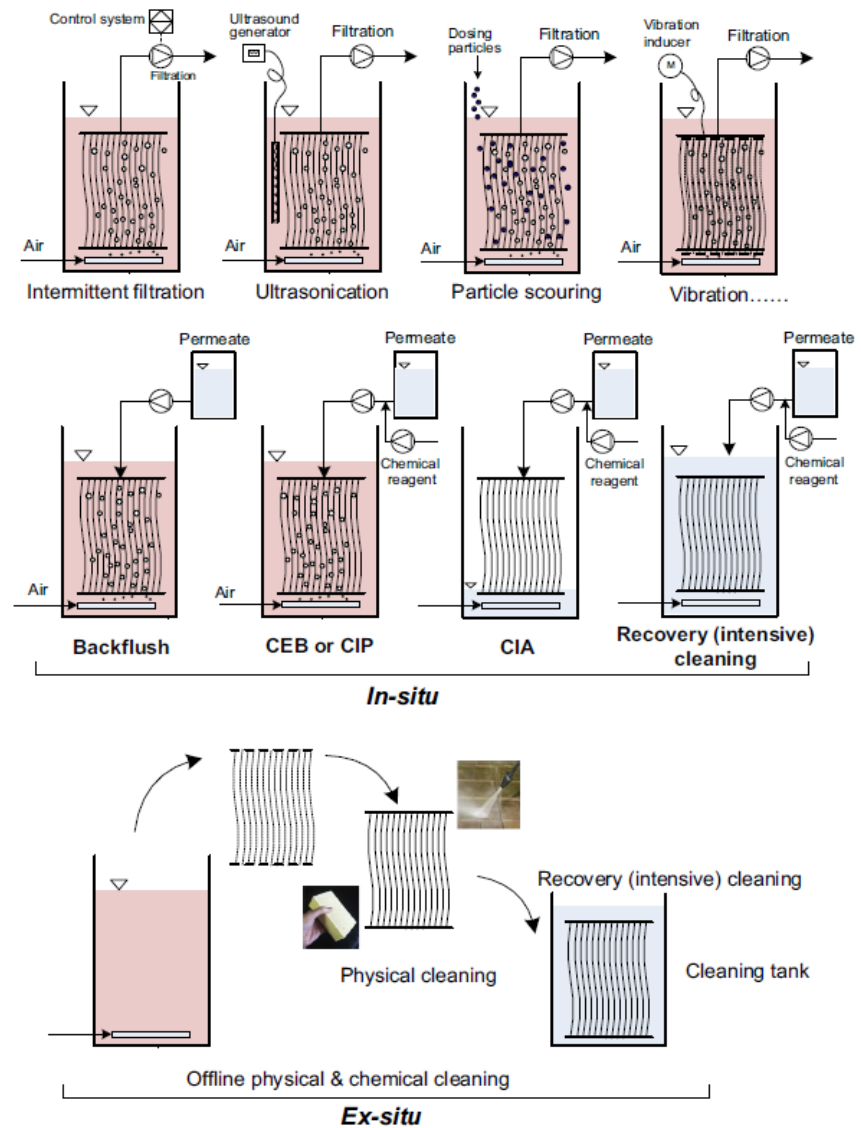 Control system
Filtration
Intermittent filtration
Air
Ultrasound
generator
Filtration
Air
Ultrasonication
Dosing
particles
Filtration
Air
Particle scouring
Vibration
inducer
M
Filtration
Air
Vibration……
Permeate
Air
Backflush
Permeate
Chemical
reagent
Air
CEB or CIP
Permeate
Chemical
reagent
CIA
Permeate
Chemical
reagent
Recovery (intensive)
cleaning
In-situ
Physical cleaning
Recovery (intensive) cleaning
Cleaning tank
Offline physical & chemical cleaning
Ex-situ